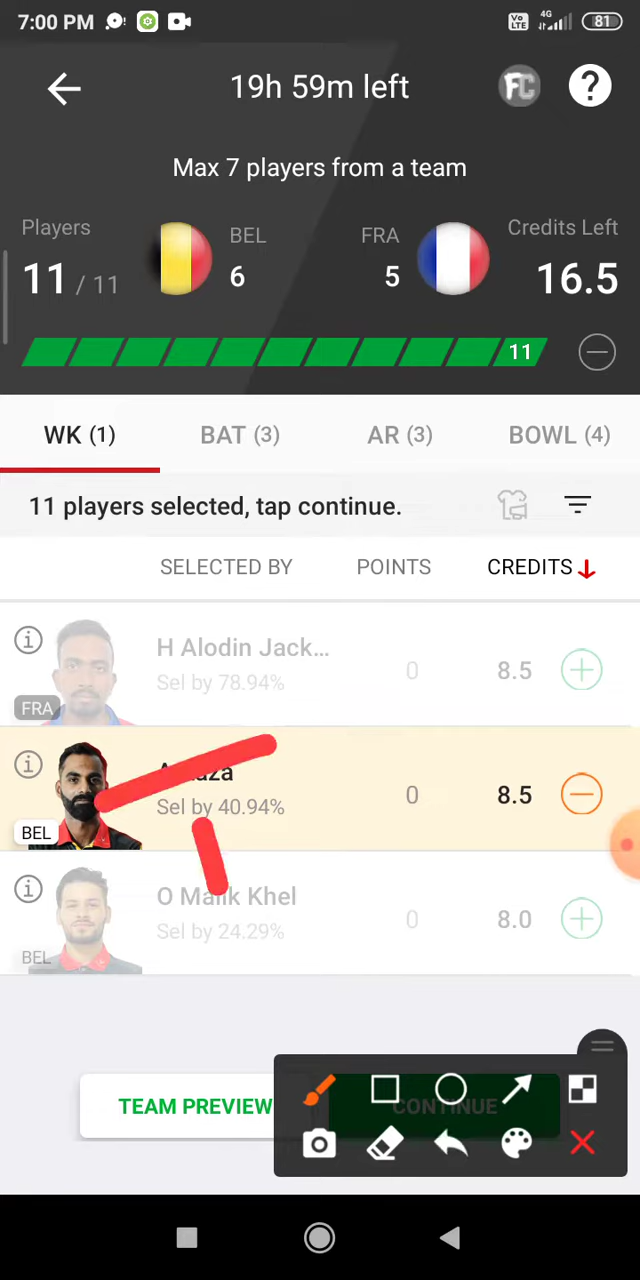 7:00 PM Vo LTE 4G 81
19h 59m left FC ?
Max 7 players from a team
Players BEL FRA Credits Left
11 / 11 6 5 16.5
11
WK (1) BAT (3) AR (3) BOWL (4)
11 players selected, tap continue.
SELECTED BY POINTS CREDITS
H Alodin Jack...
Sel by 78.94% 0 8.5
FRA
Sel by 40.94% 0 8.5
BEL
O Malik Khel
Sel by 24.29% 0 8.0
BEL
TEAM PREVIEW CONTINUE